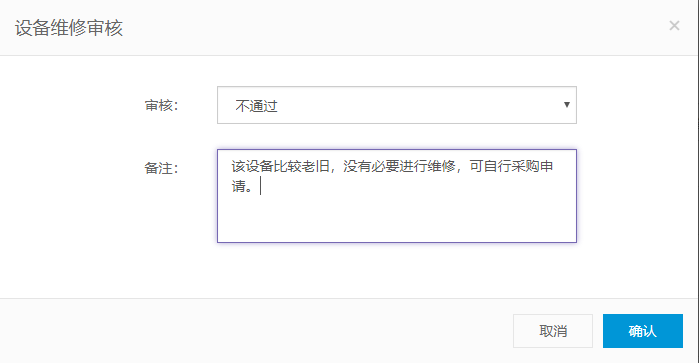 设备维修审核
×
审核：
不通过
备注：
该设备比较老旧，没有必要进行维修，可自行采购申
请。
取消
确认